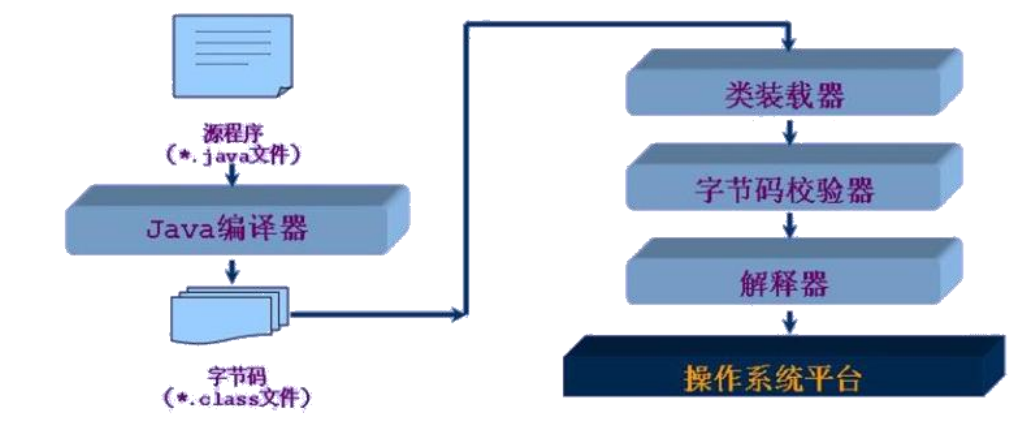 源程序
(*.java文件)
Java编译器
字节码
(*.class文件)
类装载器
字节码校验器
解释器
操作系统平台